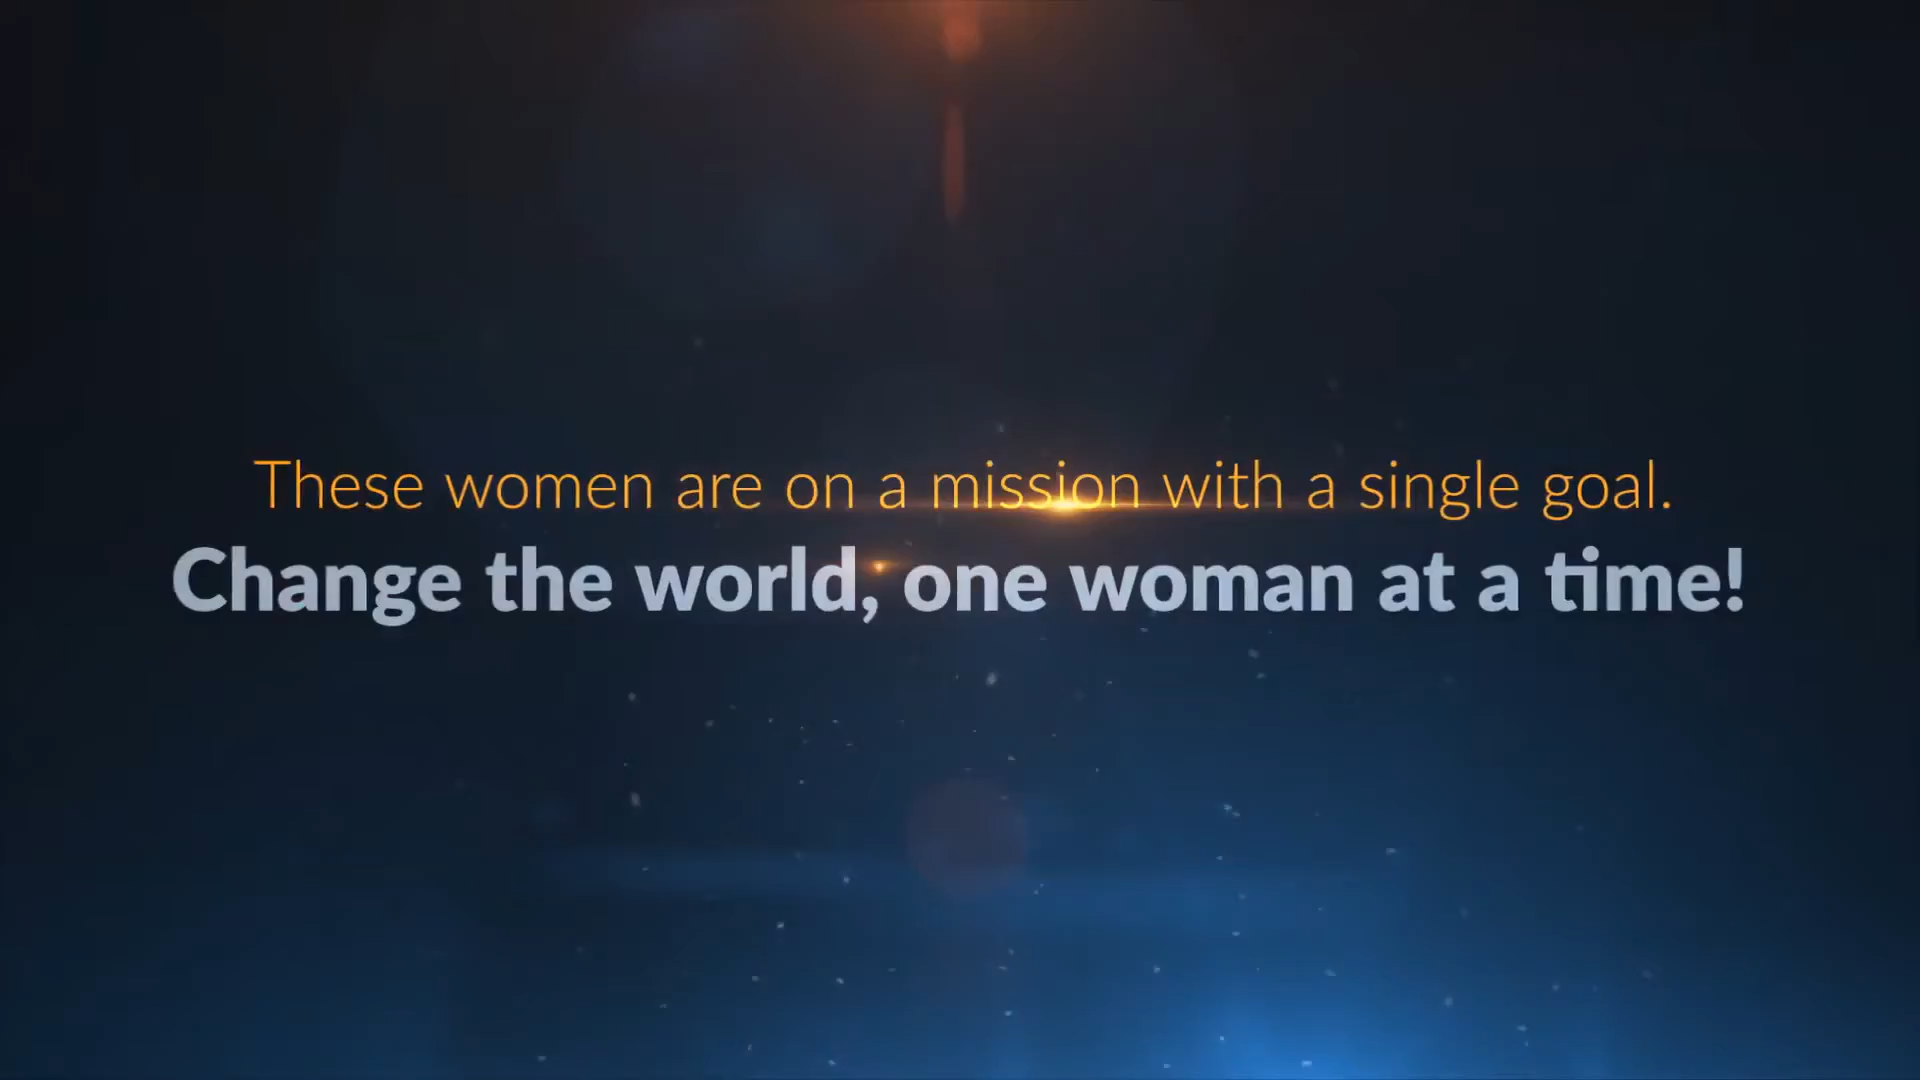 These women are on a mission with a single goal.
Change the world, one woman at a time!